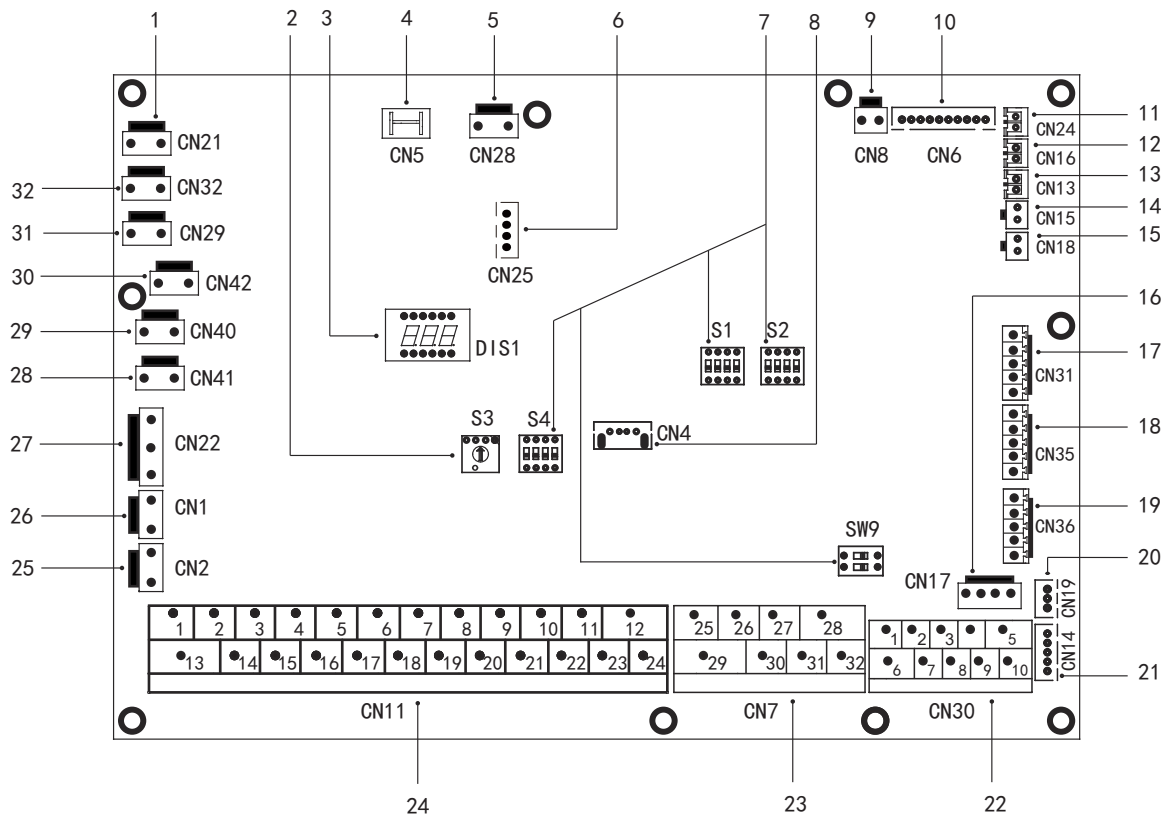 1 2 3 4 5 6 7 8 9 10
CN21
CN5
CN28
CN8
CN6
CN24
11
CN16
12
CN13
13
CN15
14
CN18
15
32
CN32
31
CN29
CN25
6
30
CN42
16
29
CN40
DIS1
888
S1
S2
17
CN31
28
CN41
27
CN22
S3
S4
CN4
18
CN35
26
CN1
19
CN36
SW9
25
CN2
CN17
20
CN19
1 2 3 4 5 6 7 8 9 10 11 12
25 26 27 28
1 2 3 5
13 14 15 16 17 18 19 20 21 22 23 24
29 30 31 32
6 7 8 9 10
CN14
21
CN11
CN7
CN30
24
23
22